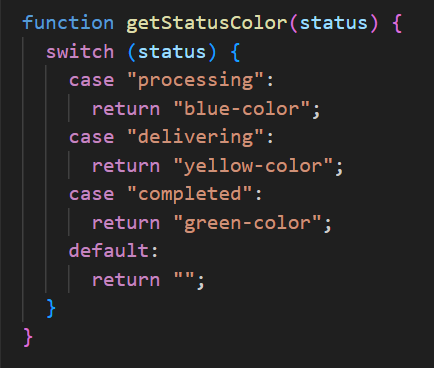 function getStatusColor(status) {
  switch (status) {
    case "processing":
      return "blue-color";
    case "delivering":
      return "yellow-color";
    case "completed":
      return "green-color";
    default:
      return "";
  }
}